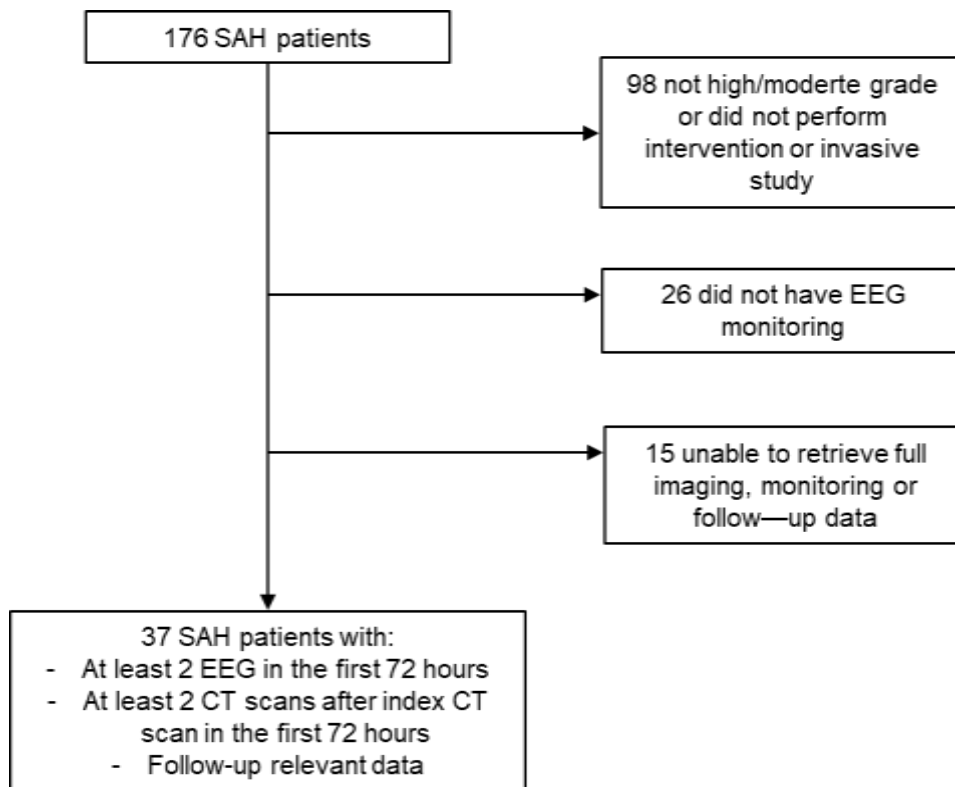 176 SAH patients
98 not high/moderte grade
or did not perform
intervention or invasive
study
26 did not have EEG
monitoring
15 unable to retrieve full
imaging, monitoring or
follow—up data
37 SAH patients with:
- At least 2 EEG in the first 72 hours
- At least 2 CT scans after index CT
scan in the first 72 hours
- Follow-up relevant data